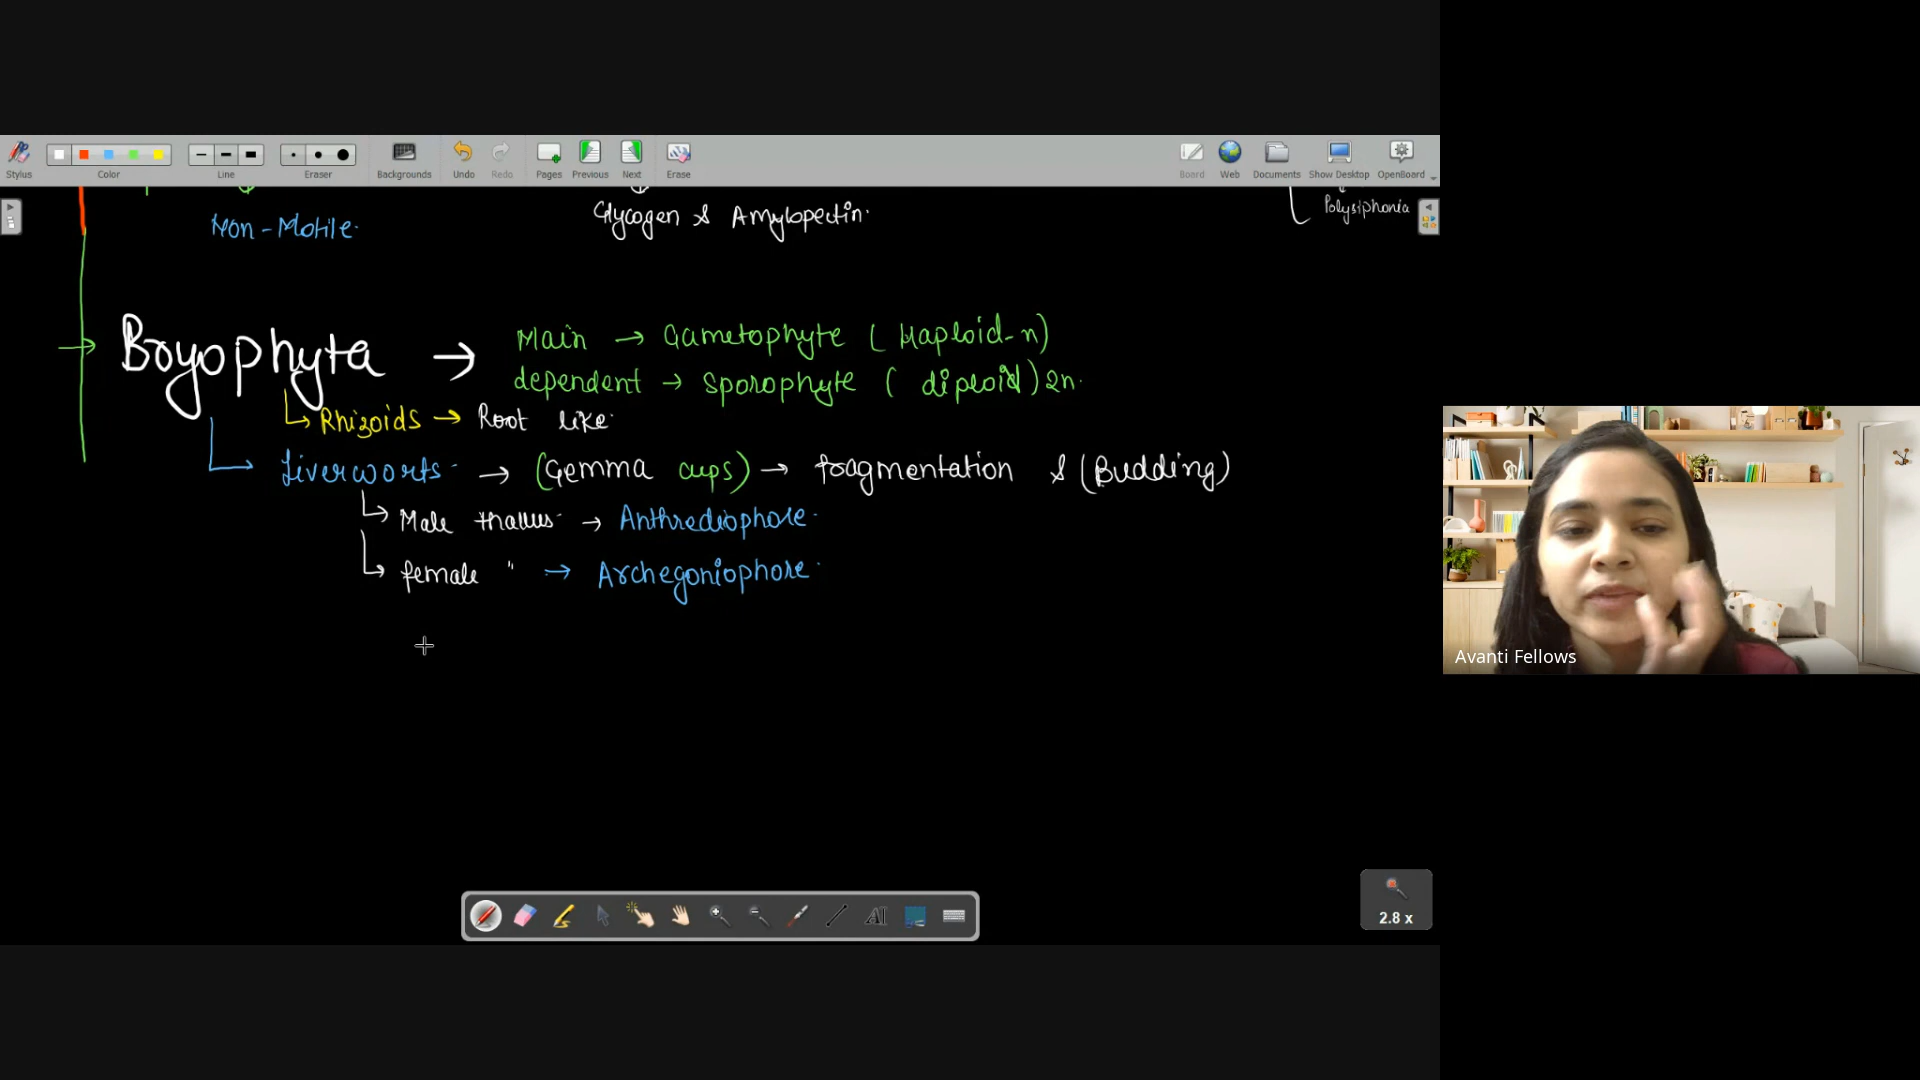 Stylus Color Line Eraser Backgrounds Undo Redo Pages Previous Next Erase Board Web Documents Show Desktop OpenBoard
Non-Motile.
Glycogen & Amylopectin.
Polysiphonia
→ Boyophyta → Main → Gametophyte (Haploid-n)
dependent → Sporophyte (diploid) 2n.
Rhizoids → Root like.
Liverworts. → (Gemma cups) → fragmentation & (Budding)
Male thallus. → Anthrediophore.
female " → Archegoniophore.
Avanti Fellows
2.8 x